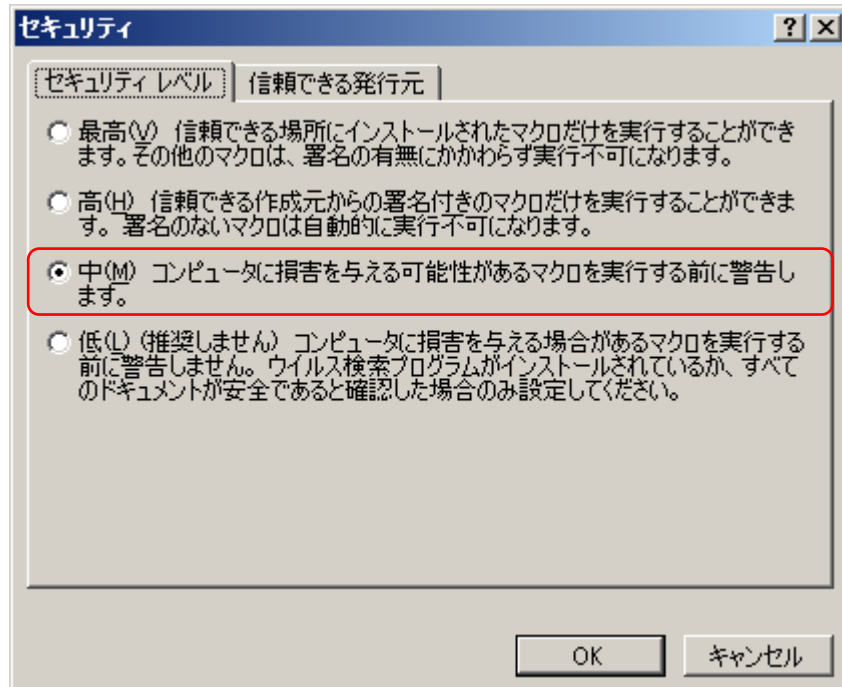 セキュリティ
セキュリティ レベル 信頼できる発行元
最高(V) 信頼できる場所にインストールされたマクロだけを実行することができ
ます。その他のマクロは、署名の有無にかかわらず実行不可になります。
高(H) 信頼できる作成元からの署名付きのマクロだけを実行することができま
す。 署名のないマクロは自動的に実行不可になります。
中(M) コンピュータに損害を与える可能性があるマクロを実行する前に警告し
ます。
低(L) (推奨しません) コンピュータに損害を与える場合があるマクロを実行する
前に警告しません。ウイルス検索プログラムがインストールされているか、すべて
のドキュメントが安全であると確認した場合のみ設定してください。
OK キャンセル